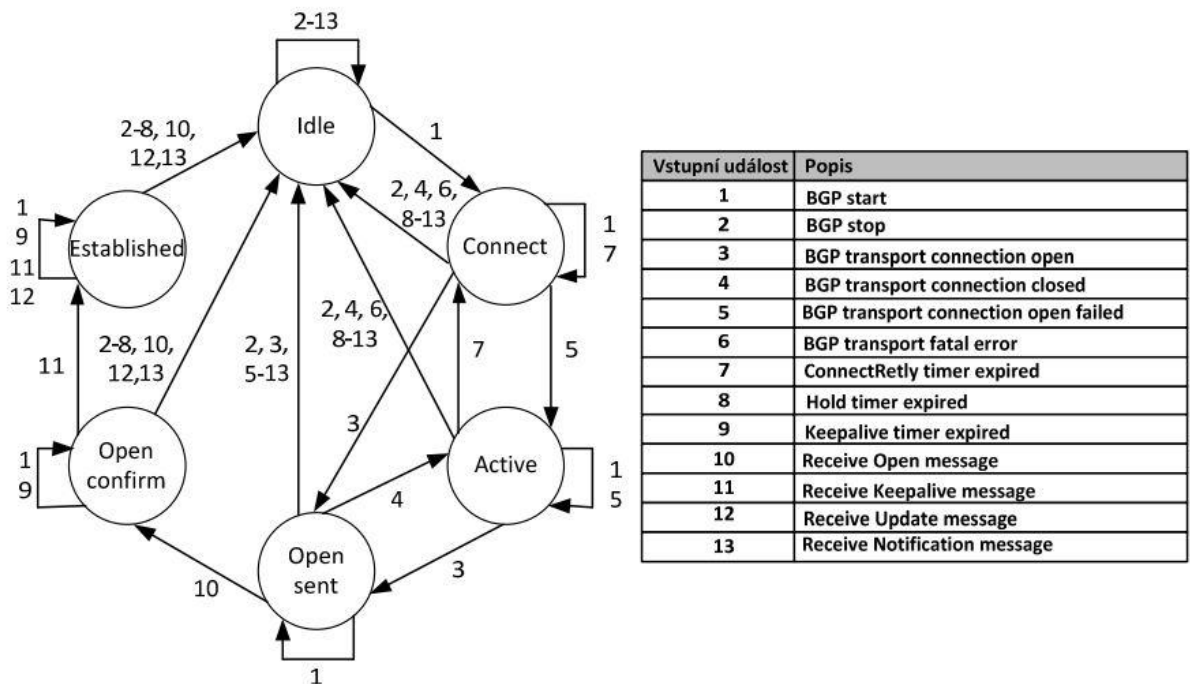 2-13
Idle
1
2-8, 10,
12,13
2, 4, 6,
8-13
Connect
1
7
1
9
11
12
Established
11
2-8, 10,
12,13
2, 3,
5-13
2, 4, 6,
8-13
7
5
3
Open
confirm
1
9
4
Active
1
5
Open
sent
10
3
1
Vstupní událost Popis
1 BGP start
2 BGP stop
3 BGP transport connection open
4 BGP transport connection closed
5 BGP transport connection open failed
6 BGP transport fatal error
7 ConnectRetly timer expired
8 Hold timer expired
9 Keepalive timer expired
10 Receive Open message
11 Receive Keepalive message
12 Receive Update message
13 Receive Notification message